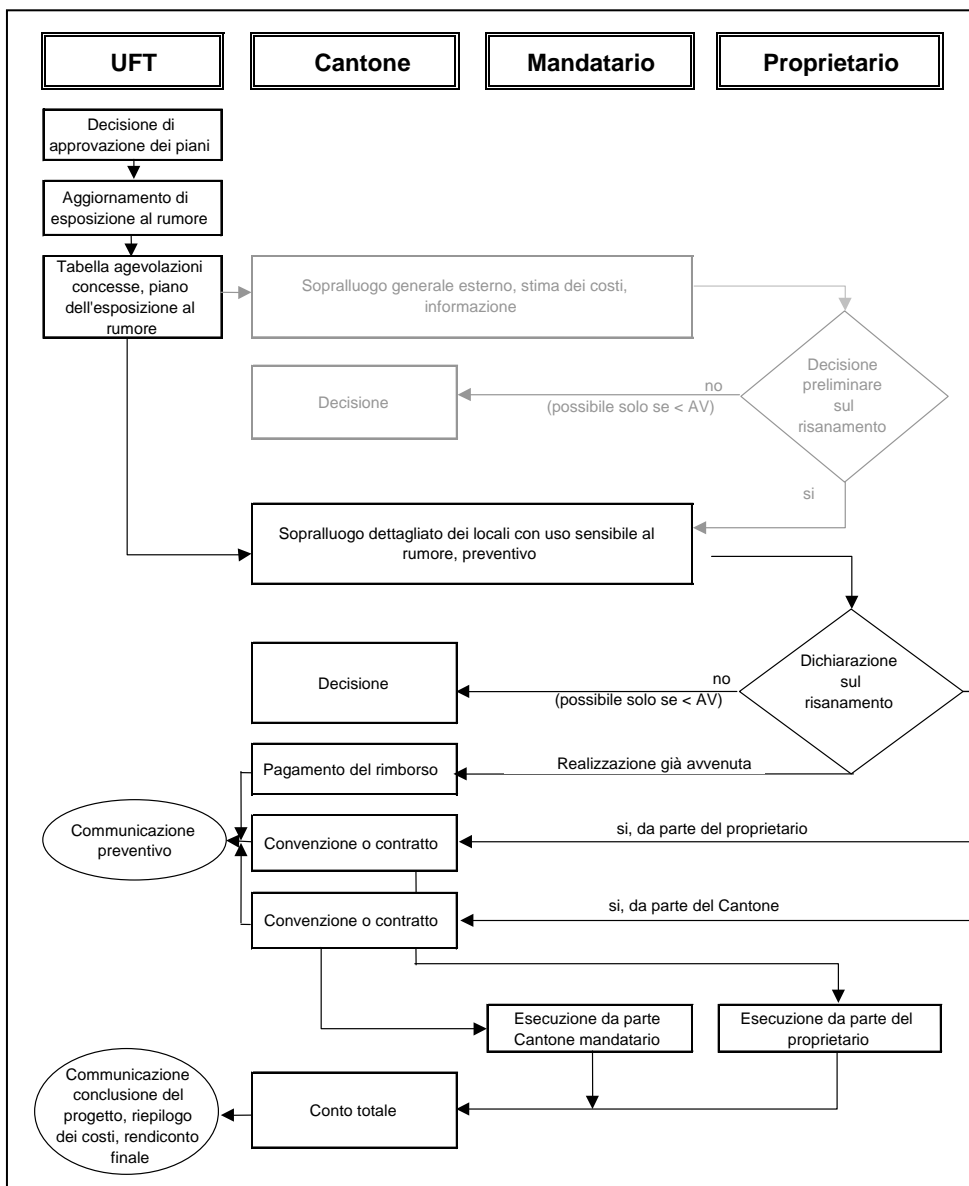 UFT
Cantone
Mandatario
Proprietario
Decisione di
approvazione dei piani
Aggiornamento di
esposizione al rumore
Tabella agevolazioni
concesse, piano
dell'esposizione al
rumore
Sopralluogo generale esterno, stima dei costi,
informazione
Decisione
preliminare
sul
risanamento
no
(possibile solo se < AV)
Decisione
si
Sopralluogo dettagliato dei locali con uso sensibile al
rumore, preventivo
Dichiarazione
sul
risanamento
no
(possibile solo se < AV)
Decisione
Realizzazione già avvenuta
Pagamento del rimborso
Communicazione
preventivo
si, da parte del proprietario
Convenzione o contratto
si, da parte del Cantone
Convenzione o contratto
Esecuzione da parte
Cantone mandatario
Esecuzione da parte del
proprietario
Communicazione
conclusione del
progetto, riepilogo
dei costi, rendiconto
finale
Conto totale